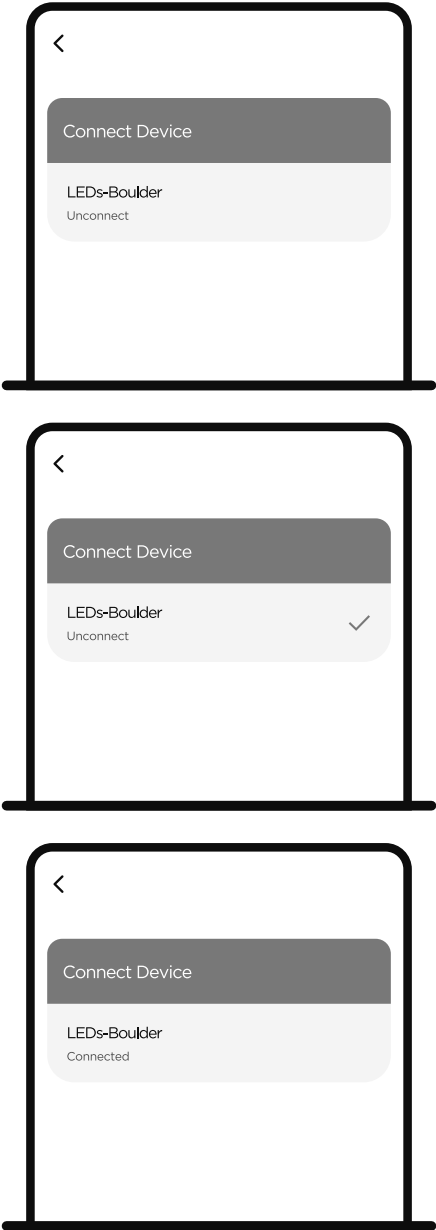 Connect Device
LEDs-Boulder
Unconnect
Connect Device
LEDs-Boulder
Unconnect
Connect Device
LEDs-Boulder
Connected